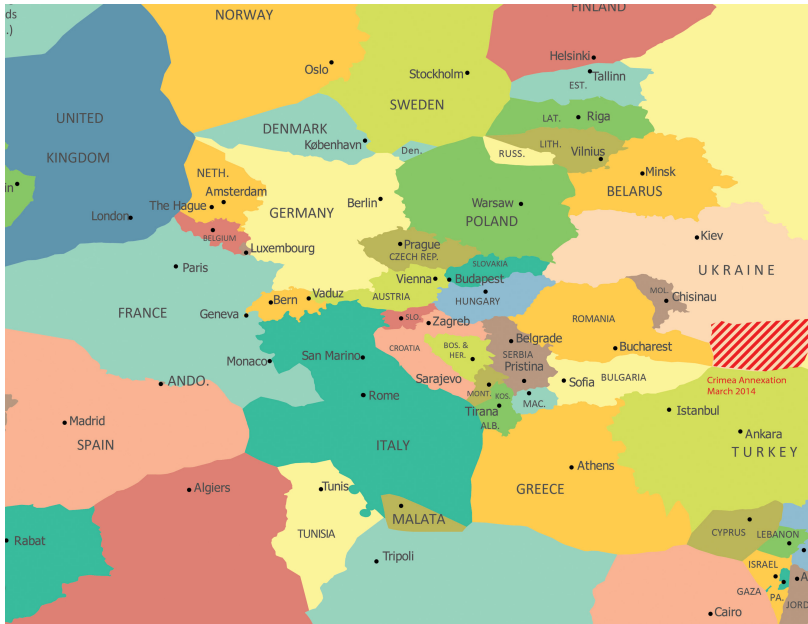 ds
.)
NORWAY
FINLAND
Oslo
Stockholm
Helsinki
Tallinn
EST.
SWEDEN
UNITED
KINGDOM
DENMARK
København
Den.
LAT.
Riga
RUSS.
LITH.
Vilnius
in
NETH.
Amsterdam
The Hague
London
BELGIUM
Luxembourg
GERMANY
Berlin
Warsaw
POLAND
Minsk
BELARUS
Kiev
UKRAINE
Paris
FRANCE
Prague
CZECH REP.
SLOVAKIA
Vienna
Budapest
AUSTRIA
HUNGARY
MOL.
Chisinau
Bern
Vaduz
Geneva
SLO.
Zagreb
ROMANIA
Belgrade
Bucharest
Monaco
San Marino
CROATIA
BOS. &
HER.
SERBIA
Pristina
Sarajevo
Sofia
BULGARIA
Crimea Annexation
March 2014
ANDO.
Rome
MONT.
KOS.
MAC.
Tirana
ALB.
Istanbul
Ankara
TURKEY
Madrid
SPAIN
ITALY
Athens
GREECE
Algiers
Tunis
TUNISIA
MALATA
Rabat
Tripoli
CYPRUS
LEBANON
ISRAEL
GAZA
PA.
A
JORD
Cairo